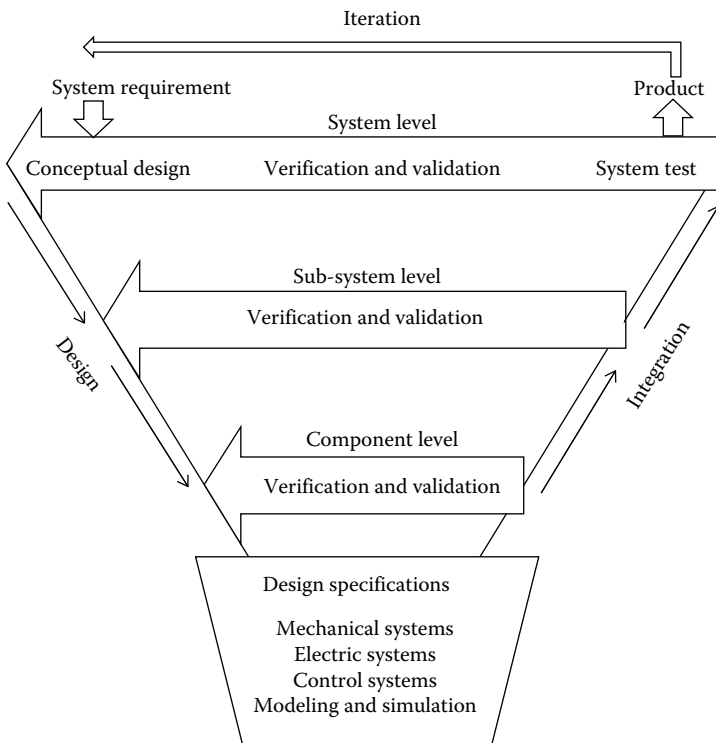 Iteration
System requirement
Product
System level
Conceptual design
Verification and validation
System test
Sub-system level
Verification and validation
Design
Integration
Component level
Verification and validation
Design specifications
Mechanical systems
Electric systems
Control systems
Modeling and simulation